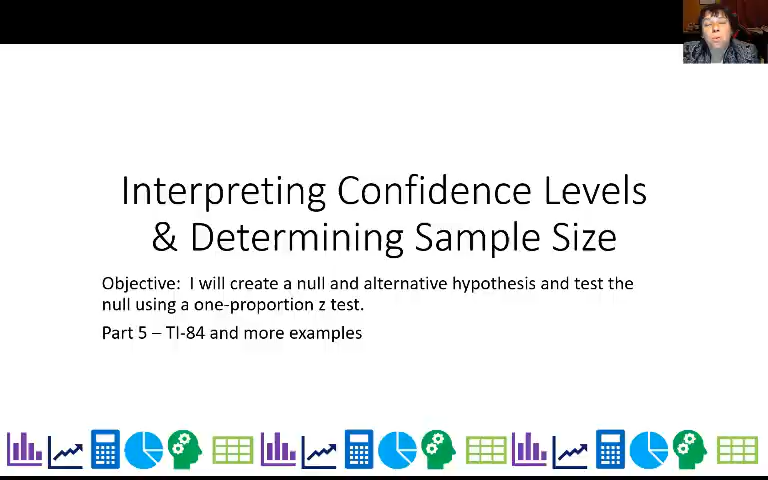 Interpreting Confidence Levels
& Determining Sample Size
Objective:  I will create a null and alternative hypothesis and test the
null using a one-proportion z test.
Part 5 – TI-84 and more examples